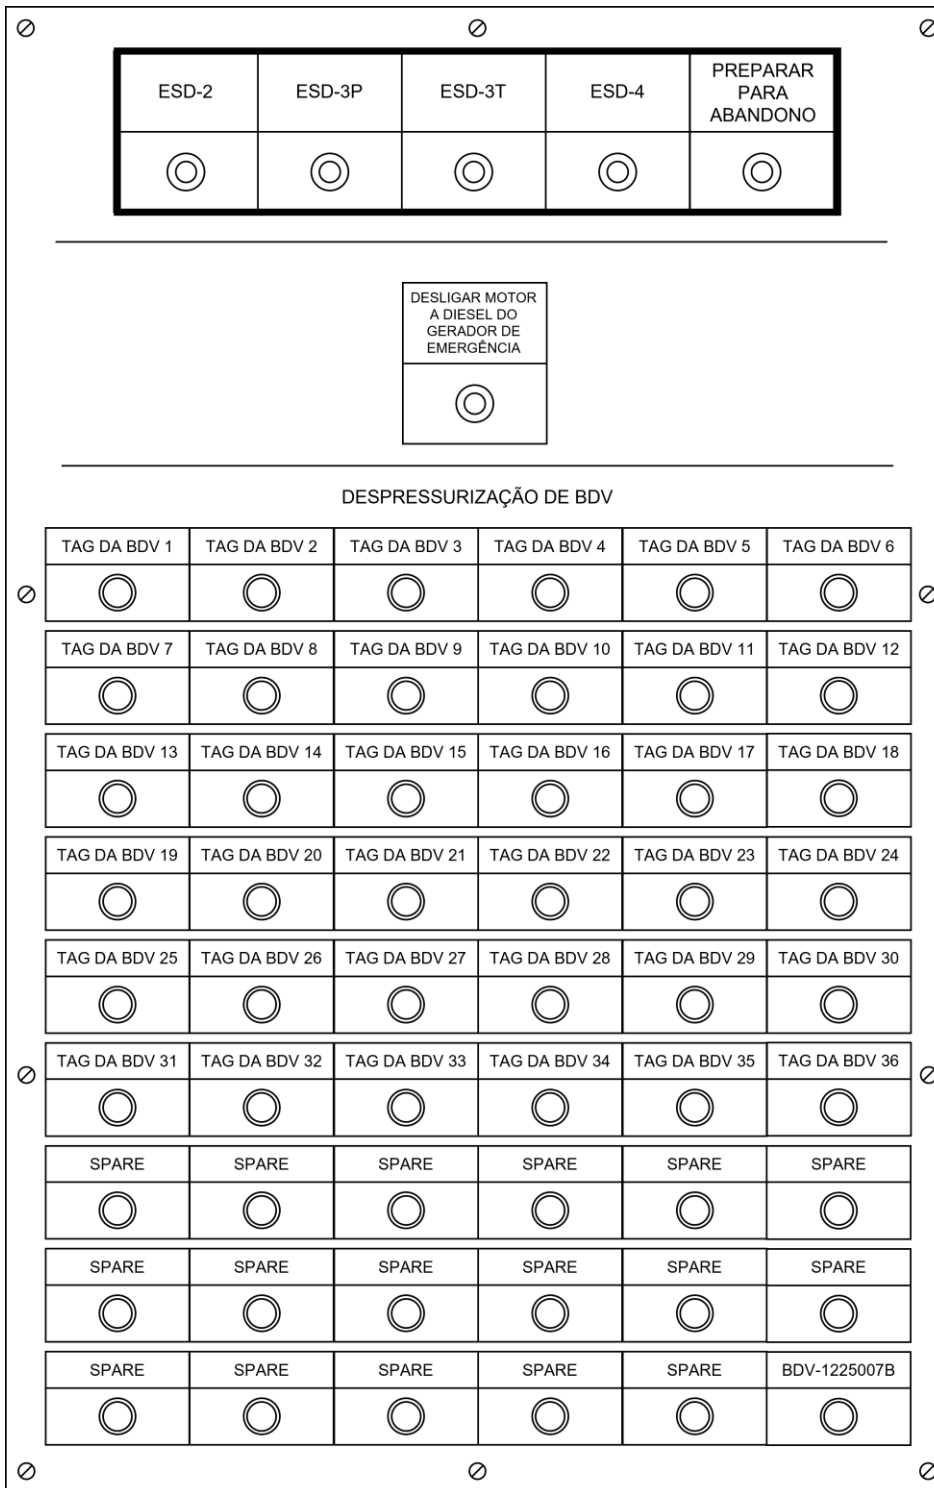 ESD-2
ESD-3P
ESD-3T
ESD-4
PREPARAR
PARA
ABANDONO
DESLIGAR MOTOR
A DIESEL DO
GERADOR DE
EMERGÊNCIA
DESPRESSURIZAÇÃO DE BDV
TAG DA BDV 1 TAG DA BDV 2 TAG DA BDV 3 TAG DA BDV 4 TAG DA BDV 5 TAG DA BDV 6
TAG DA BDV 7 TAG DA BDV 8 TAG DA BDV 9 TAG DA BDV 10 TAG DA BDV 11 TAG DA BDV 12
TAG DA BDV 13 TAG DA BDV 14 TAG DA BDV 15 TAG DA BDV 16 TAG DA BDV 17 TAG DA BDV 18
TAG DA BDV 19 TAG DA BDV 20 TAG DA BDV 21 TAG DA BDV 22 TAG DA BDV 23 TAG DA BDV 24
TAG DA BDV 25 TAG DA BDV 26 TAG DA BDV 27 TAG DA BDV 28 TAG DA BDV 29 TAG DA BDV 30
TAG DA BDV 31 TAG DA BDV 32 TAG DA BDV 33 TAG DA BDV 34 TAG DA BDV 35 TAG DA BDV 36
SPARE SPARE SPARE SPARE SPARE SPARE
SPARE SPARE SPARE SPARE SPARE SPARE
SPARE SPARE SPARE SPARE SPARE BDV-1225007B